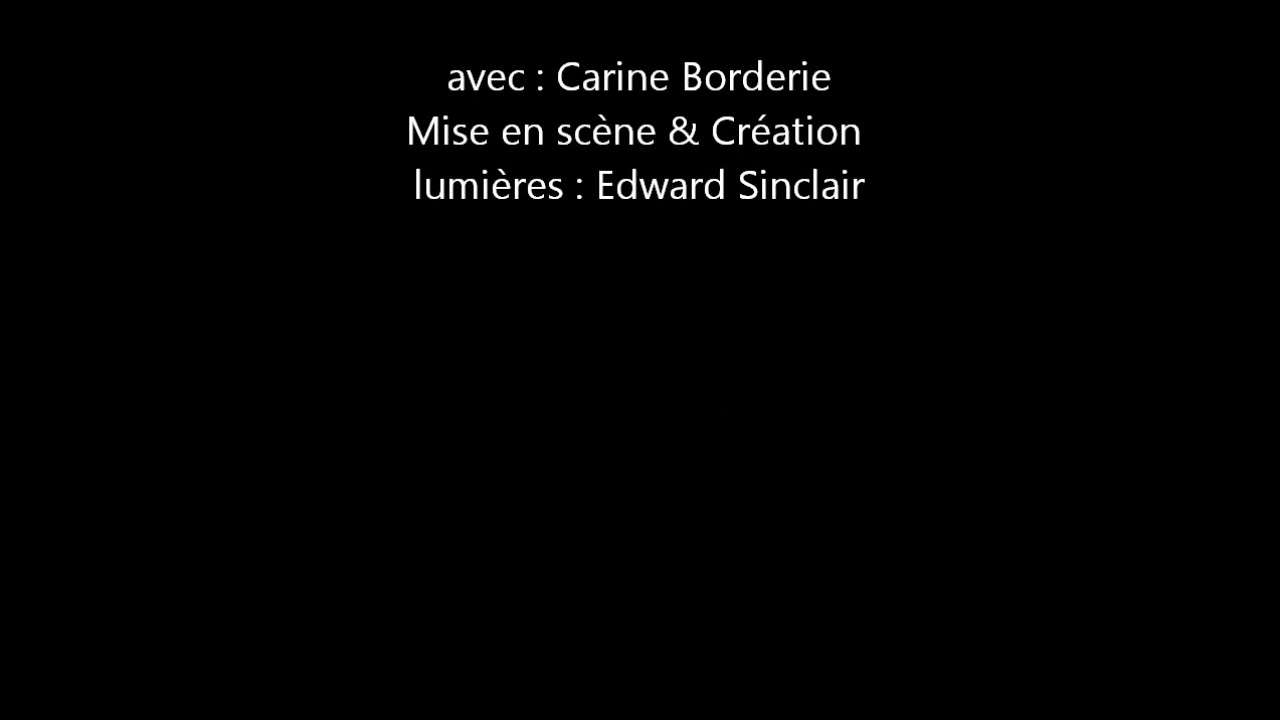 avec : Carine Borderie
Mise en scène & Création
lumières : Edward Sinclair